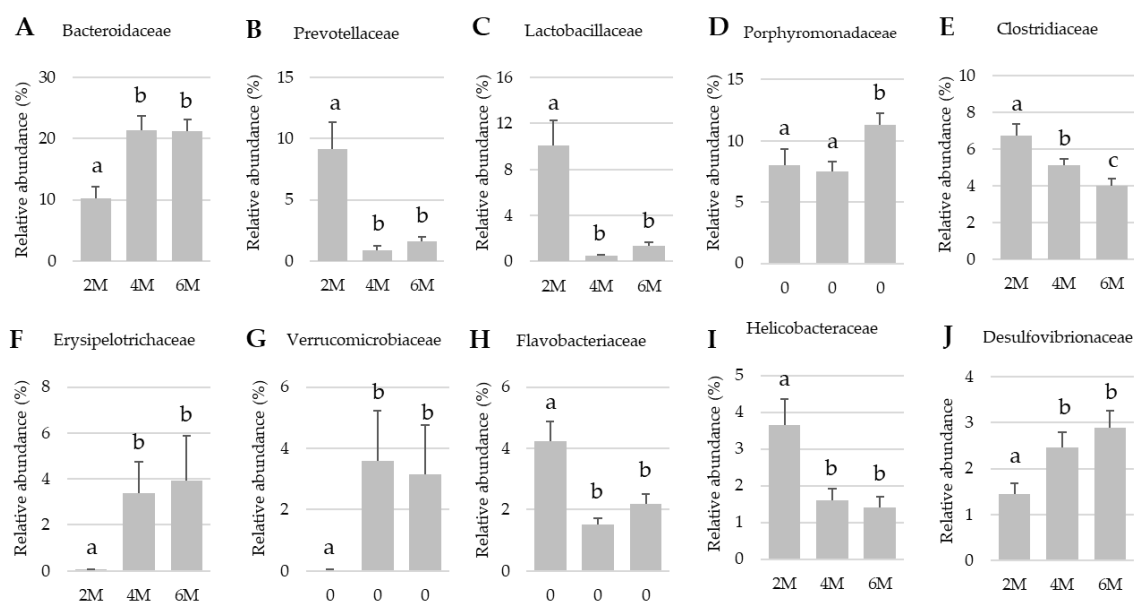 A Bacteroidaceae
Relative abundance (%)
30
20
10
0
a
b
b
2M 4M 6M
B Prevotellaceae
Relative abundance (%)
15
10
5
0
a
b
b
2M 4M 6M
C Lactobacillaceae
Relative abundance (%)
16
12
8
4
0
a
b
b
2M 4M 6M
D Porphyromonadaceae
Relative abundance (%)
15
10
5
0
a
a
b
0 0 0
E Clostridiaceae
Relative abundance (%)
10
8
6
4
2
0
a
b
c
2M 4M 6M
F Erysipelotrichaceae
Relative abundance (%)
8
6
4
2
0
a
b
b
2M 4M 6M
G Verrucomicrobiaceae
Relative abundance (%)
6
4
2
0
a
b
b
0 0 0
H Flavobacteriaceae
Relative abundance (%)
6
4
2
0
a
b
b
0 0 0
I Helicobacteraceae
Relative abundance (%)
5
4
3
2
1
0
a
b
b
2M 4M 6M
J Desulfovibrionaceae
Relative abundance
4
3
2
1
0
a
b
b
2M 4M 6M